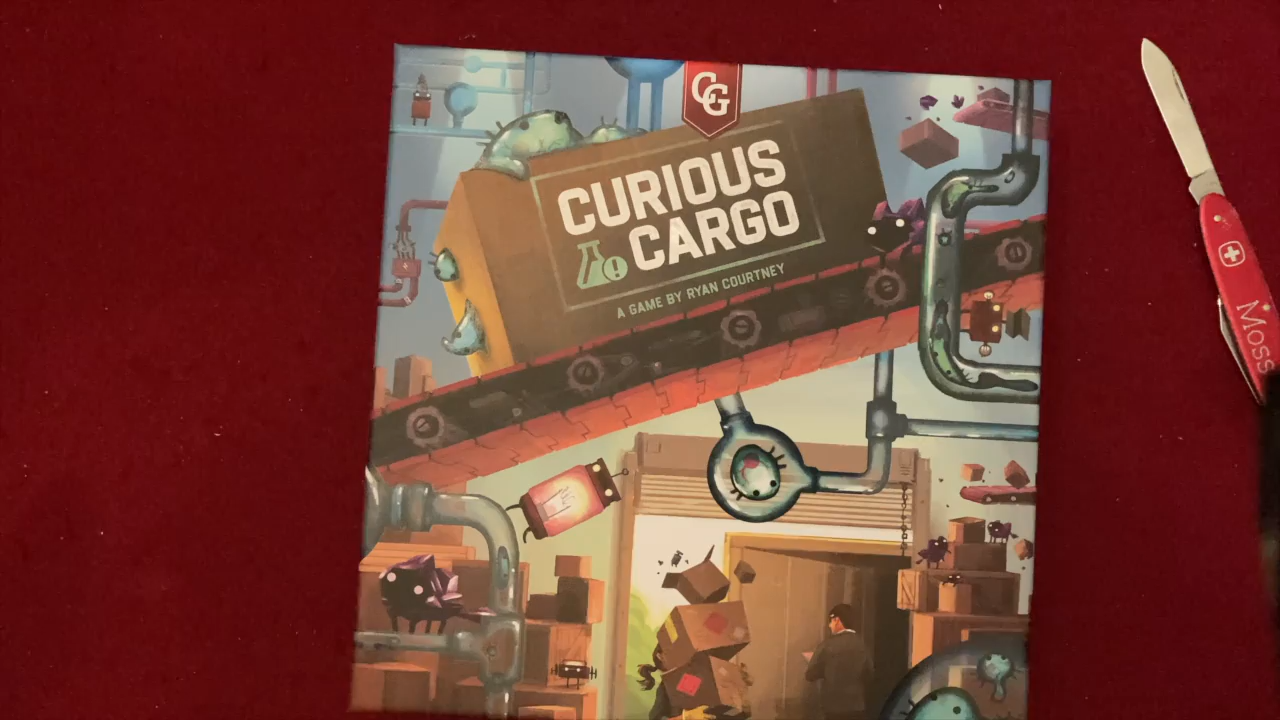 CG
CURIOUS
CARGO
A GAME BY RYAN COURTNEY
Moss